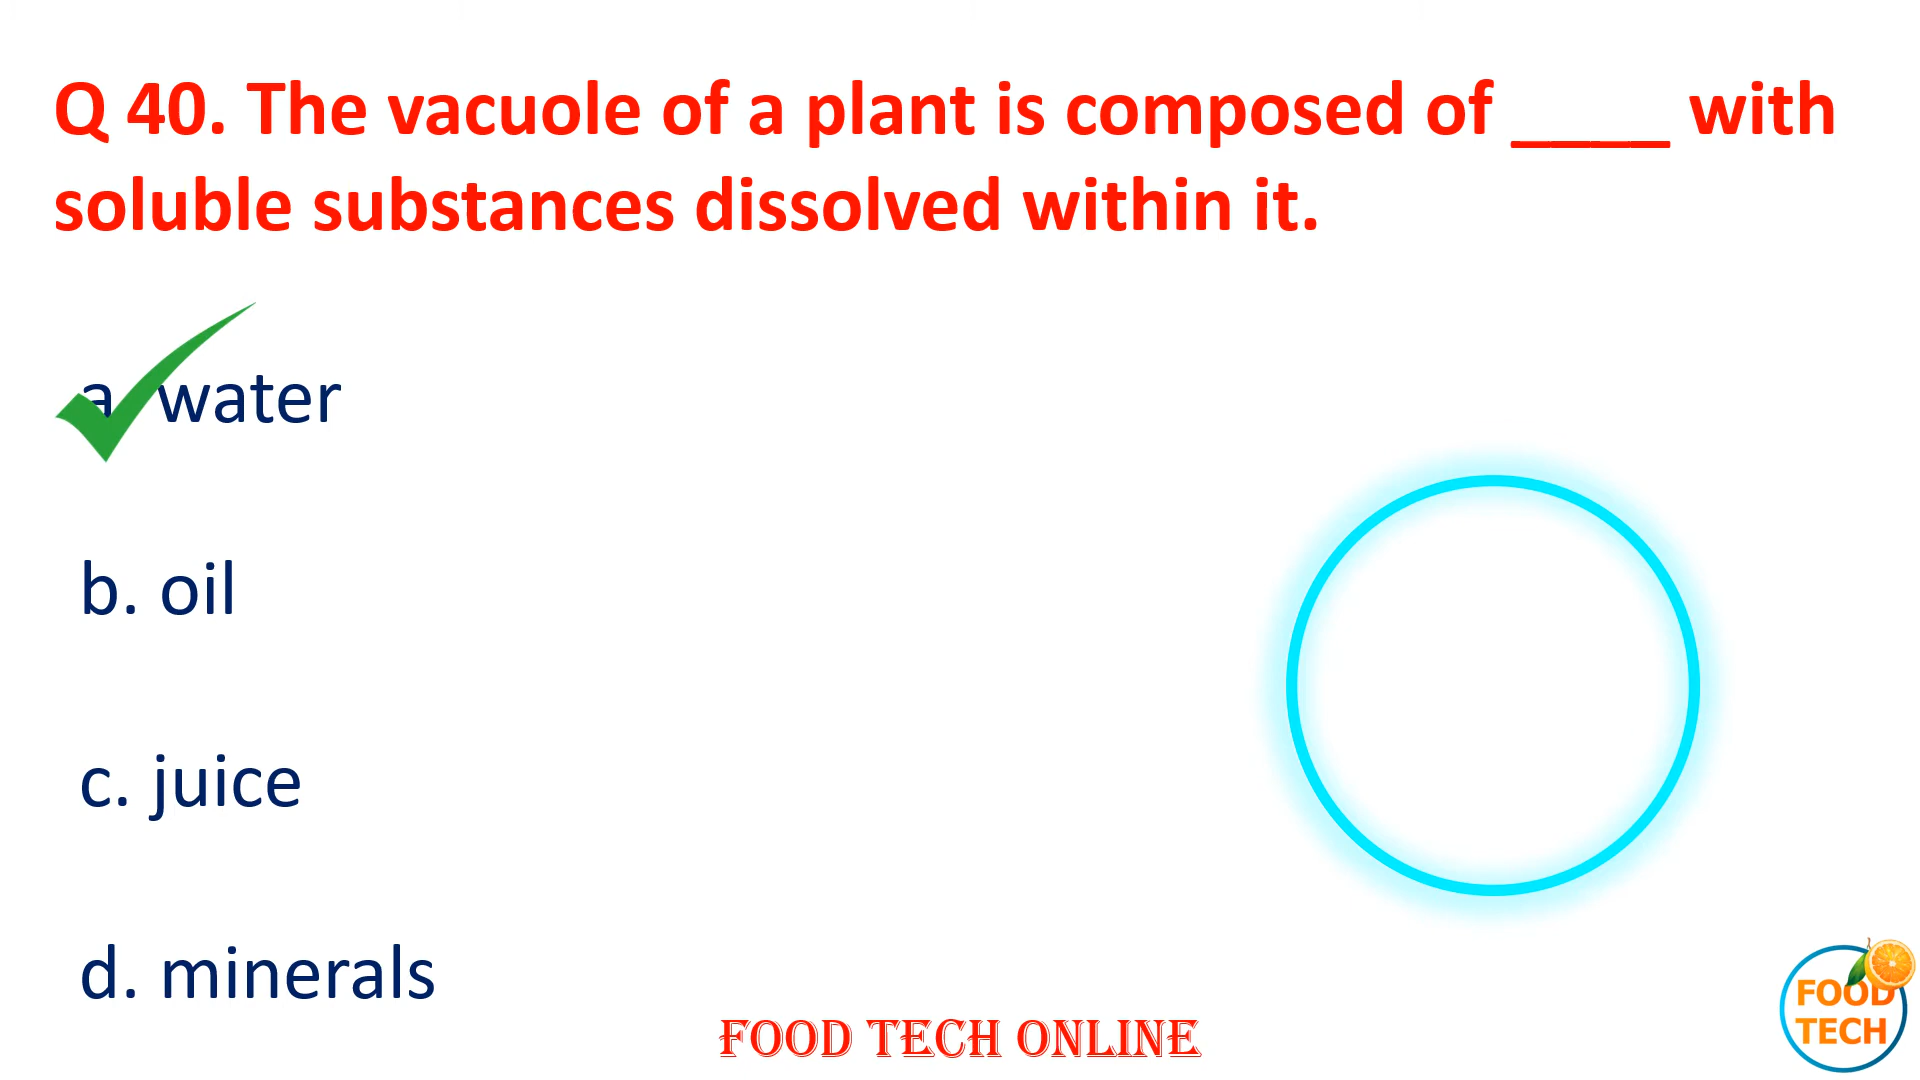 Q 40. The vacuole of a plant is composed of ____ with
soluble substances dissolved within it.
a. water
b. oil
c. juice
d. minerals
FOOD TECH ONLINE
FOOD
TECH